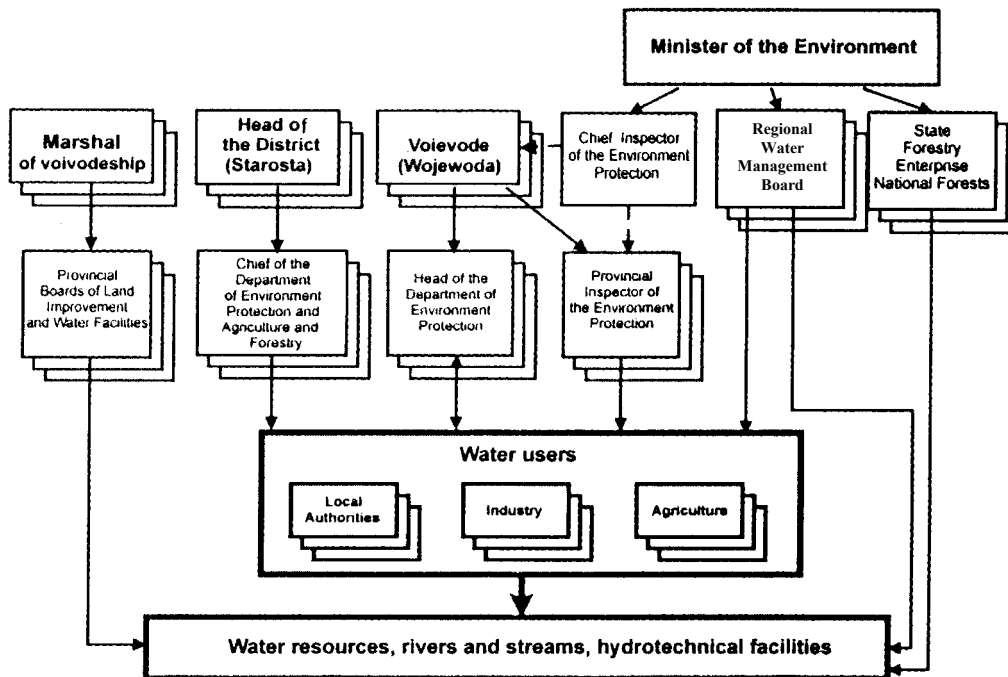 Minister of the Environment
Marshal
of voivodeship
Head of
the District
(Starosta)
Voievode
(Wojewoda)
Chief Inspector
of the Environment
Protection
Regional
Water
Management
Board
State
Forestry
Enterprise
National Forests
Provincial
Boards of Land
Improvement
and Water Facilities
Chief of the
Department
of Environment
Protection and
Agriculture and
Forestry
Head of the
Department of
Environment
Protection
Provincial
Inspector of
the Environment
Protection
Water users
Local
Authorities
Industry
Agriculture
Water resources, rivers and streams, hydrotechnical facilities